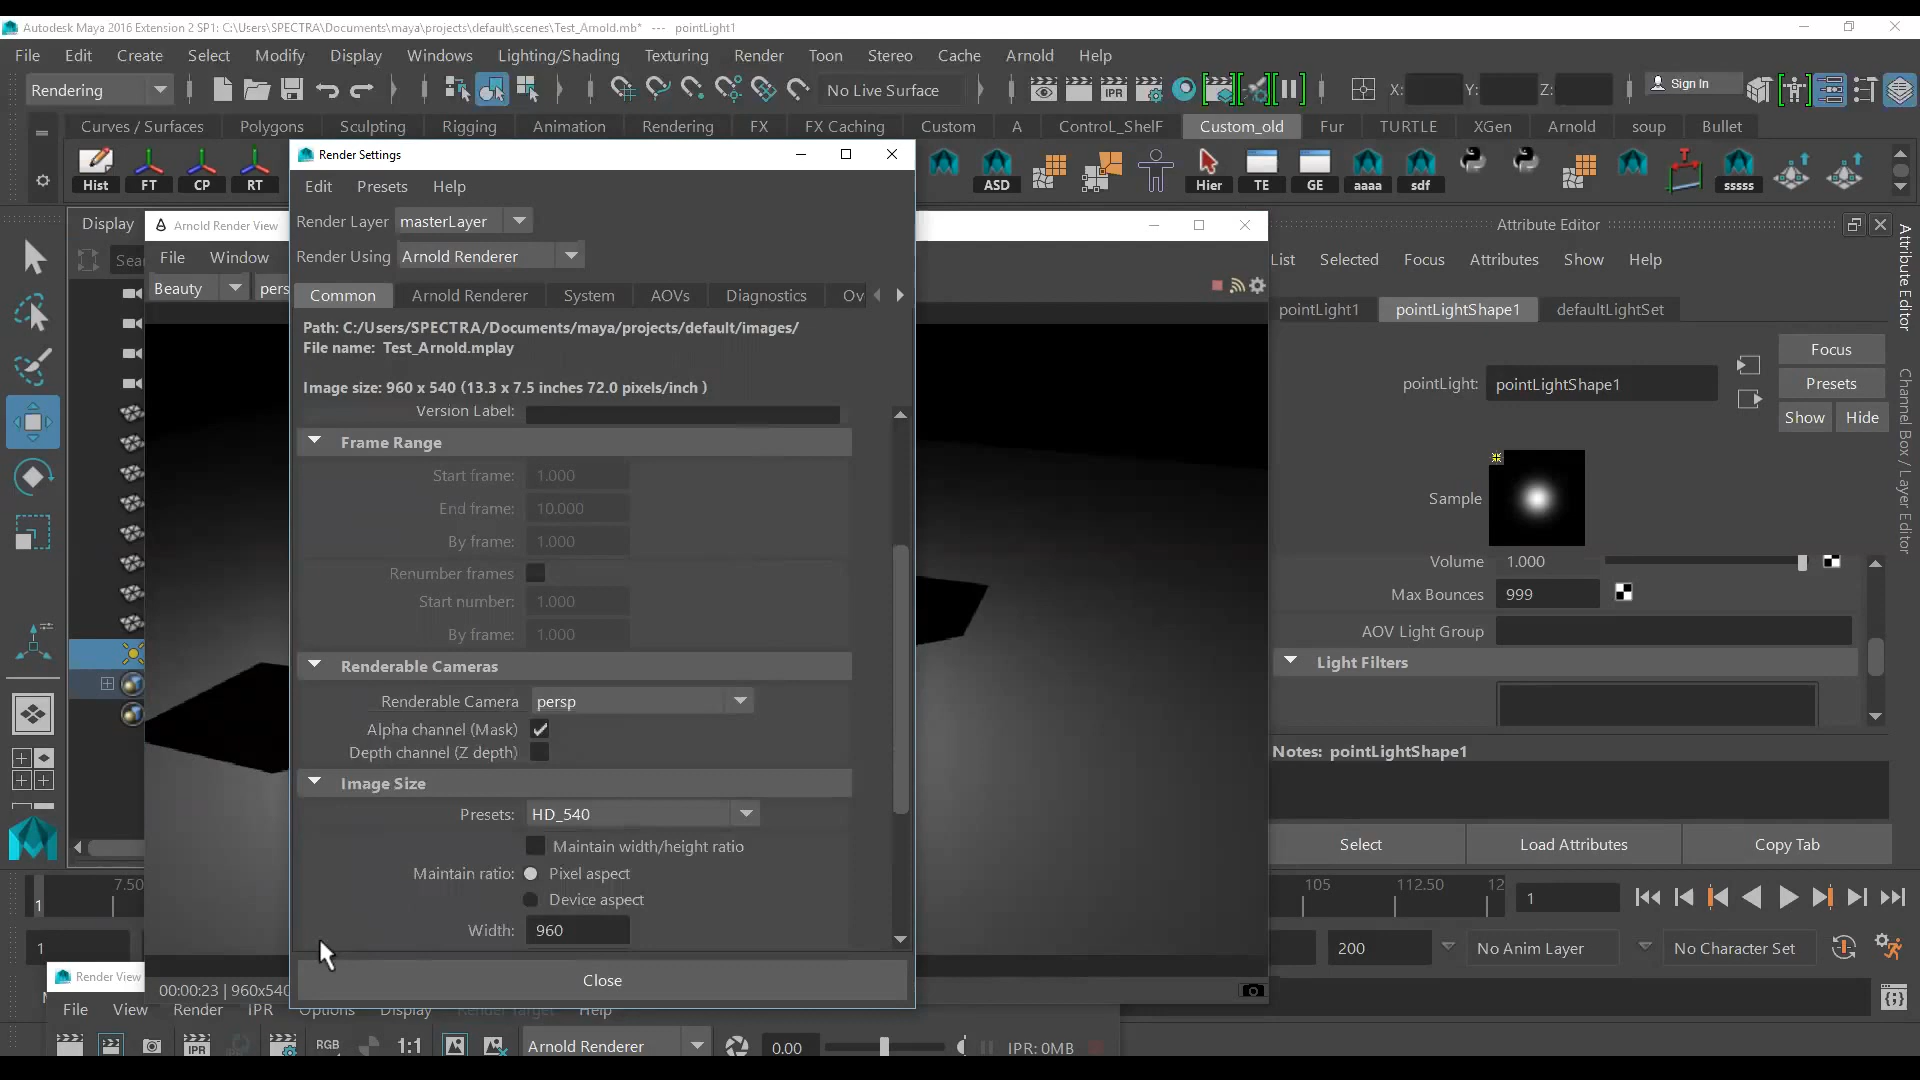 Autodesk Maya 2016 Extension 2 SP1: C:\Users\SPECTRA\Documents\maya\projects\default\scenes\Test_Arnold.mb* --- pointLight1
File Edit Create Select Modify Display Windows Lighting/Shading Texturing Render Toon Stereo Cache Arnold Help
Rendering No Live Surface X: Y: Z: Sign In
Curves / Surfaces Polygons Sculpting Rigging Animation Rendering FX FX Caching Custom A ControL_ShelF Custom_old Fur TURTLE XGen Arnold soup Bullet
Hist FT CP RT ASD Hier TE GE aaaa sdf sssss
Render Settings
Edit Presets Help
Render Layer masterLayer
Render Using Arnold Renderer
Common Arnold Renderer System AOVs Diagnostics Ov
Path: C:/Users/SPECTRA/Documents/maya/projects/default/images/
File name: Test_Arnold.mplay
Image size: 960 x 540 (13.3 x 7.5 inches 72.0 pixels/inch )
Version Label:
Frame Range
Start frame: 1.000
End frame: 10.000
By frame: 1.000
Renumber frames
Start number: 1.000
By frame: 1.000
Renderable Cameras
Renderable Camera persp
Alpha channel (Mask)
Depth channel (Z depth)
Image Size
Presets: HD_540
Maintain width/height ratio
Maintain ratio: Pixel aspect
Device aspect
Width: 960
Close
Display
Sea
Arnold Render View
File Window
Beauty pers
00:00:23 | 960x540
Attribute Editor
List Selected Focus Attributes Show Help
pointLight1 pointLightShape1 defaultLightSet
pointLight: pointLightShape1
Focus
Presets
Show Hide
Sample
Volume 1.000
Max Bounces 999
AOV Light Group
Light Filters
Notes: pointLightShape1
Select Load Attributes Copy Tab
Attribute Editor
Channel Box / Layer Editor
1 7.50 105 112.50 12 1
1 200 No Anim Layer No Character Set
Render View
File View Render IPR Options Display Render Target Help
IPR RGB 1:1 Arnold Renderer 0.00 IPR: 0MB